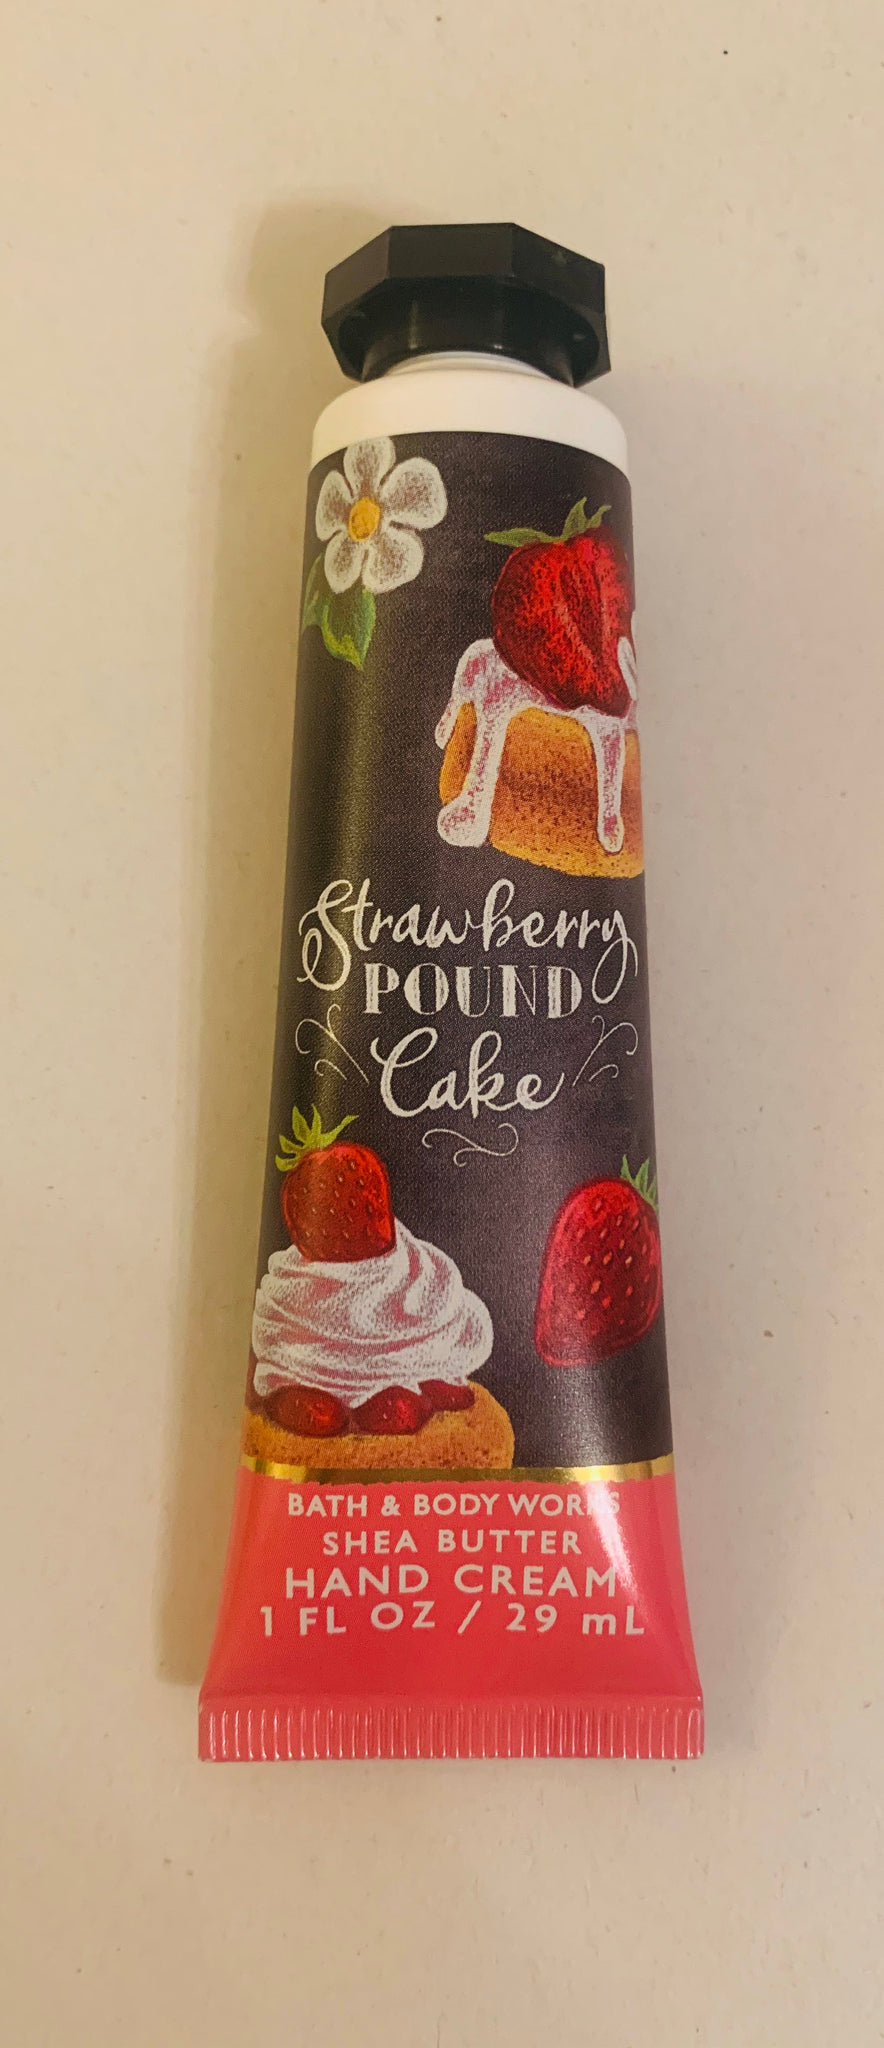 Strawberry
POUND
Cake
BATH & BODY WORKS
SHEA BUTTER
HAND CREAM
1 FL OZ / 29 mL